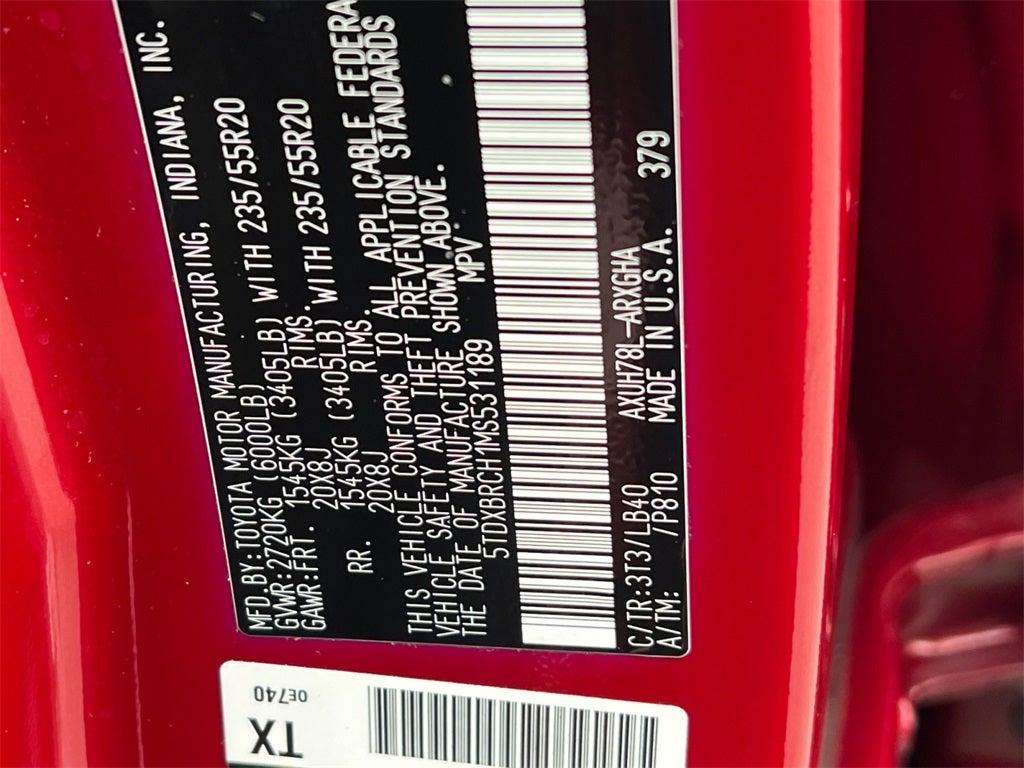 MFD.BY:TOYOTA MOTOR MANUFACTURING, INDIANA, INC.
GVWR:2720KG (6000LB)
GAWR:FRT. 1545KG (3405LB) WITH 235/55R20
20X8J RIMS.
RR. 1545KG (3405LB) WITH 235/55R20
20X8J RIMS.
THIS VEHICLE CONFORMS TO ALL APPLICABLE FEDERA
VEHICLE SAFETY AND THEFT PREVENTION STANDARDS
THE DATE OF MANUFACTURE SHOWN ABOVE.
5TDXBRCH1MS531189 MPV
C/TR:3T3/LB40 AXUH78L-ARXGHA 379
A/TM: /P810 MADE IN U.S.A.
TX
OE740